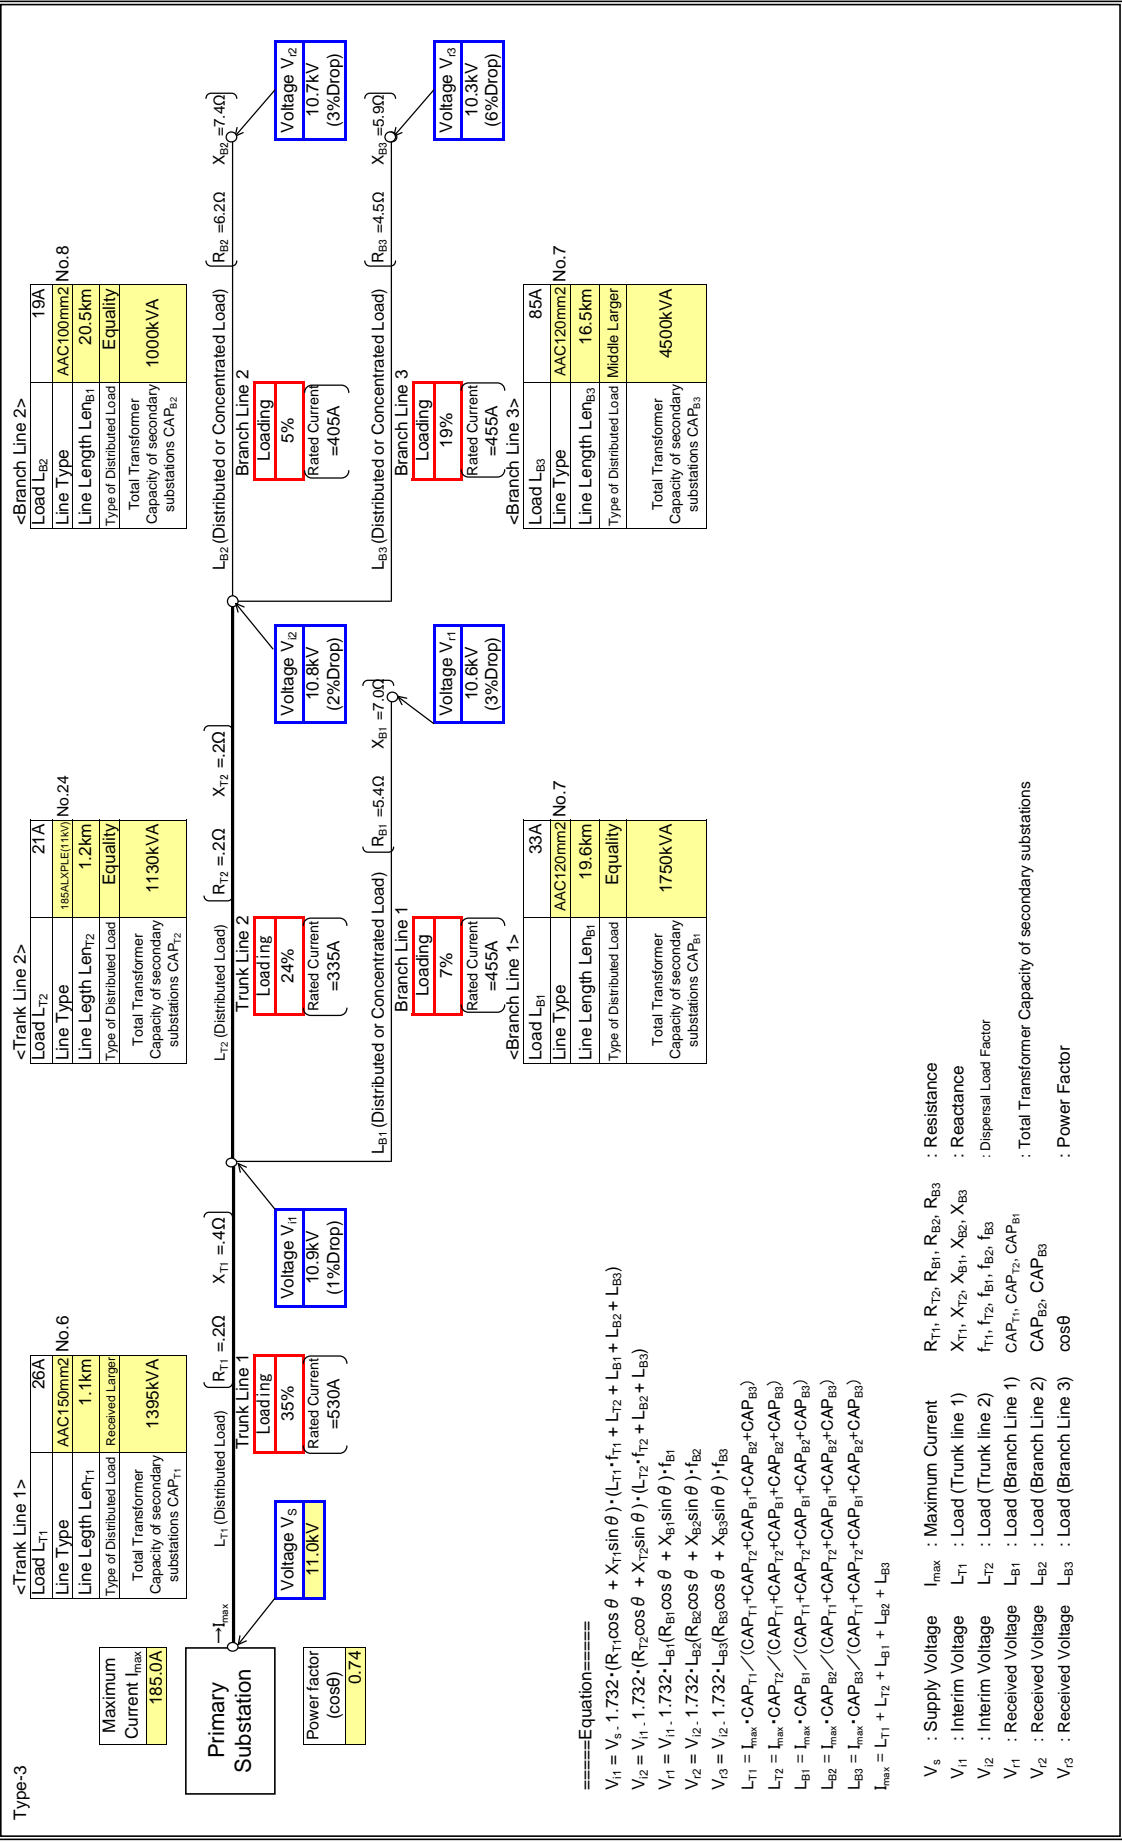 Type-3
Maximum
Current Imax
185.0A
Primary
Substation
Power factor
(cosθ)
0.74
→Imax
Voltage VS
11.0kV
<Trank Line 1>
Load LT1 26A
Line Type AAC150mm2 No.6
Line Length LenT1 1.1km
Type of Distributed Load Received Larger
Total Transformer
Capacity of secondary
substations CAPT1
1395kVA
LT1 (Distributed Load) RT1 =.2Ω XT1 =.4Ω
Trunk Line 1
Loading
35%
Rated Current
=530A
Voltage Vi1
10.9kV
(1%Drop)
<Trank Line 2>
Load LT2 21A
Line Type 185ALXPLE(11kV) No.24
Line Legth LenT2 1.2km
Type of Distributed Load Equality
Total Transformer
Capacity of secondary
substations CAPT2
1130kVA
LT2 (Distributed Load) RT2 =.2Ω XT2 =.2Ω
Trunk Line 2
Loading
24%
Rated Current
=335A
Voltage Vi2
10.8kV
(2%Drop)
LB1 (Distributed or Concentrated Load) RB1 =5.4Ω XB1 =7.0Ω
Branch Line 1
Loading
7%
Rated Current
=455A
Voltage Vr1
10.6kV
(3%Drop)
<Branch Line 1>
Load LB1 33A
Line Type AAC120mm2 No.7
Line Length LenB1 19.6km
Type of Distributed Load Equality
Total Transformer
Capacity of secondary
substations CAPB1
1750kVA
<Branch Line 2>
Load LB2 19A
Line Type AAC100mm2 No.8
Line Length LenB1 20.5km
Type of Distributed Load Equality
Total Transformer
Capacity of secondary
substations CAPB2
1000kVA
LB2 (Distributed or Concentrated Load) RB2 =6.2Ω XB2 =7.4Ω
Branch Line 2
Loading
5%
Rated Current
=405A
Voltage Vr2
10.7kV
(3%Drop)
LB3 (Distributed or Concentrated Load) RB3 =4.5Ω XB3 =5.9Ω
Branch Line 3
Loading
19%
Rated Current
=455A
Voltage Vr3
10.3kV
(6%Drop)
<Branch Line 3>
Load LB3 85A
Line Type AAC120mm2 No.7
Line Length LenB3 16.5km
Type of Distributed Load Middle Larger
Total Transformer
Capacity of secondary
substations CAPB3
4500kVA
=====Equation=====
Vi1 = Vs - 1.732・(RT1cos θ + XT1sin θ)・(LT1・fT1 + LT2 + LB1 + LB2 + LB3)
Vi2 = Vi1 - 1.732・(RT2cos θ + XT2sin θ)・(LT2・fT2 + LB2 + LB3)
Vr1 = Vi1 - 1.732・LB1(RB1cos θ + XB1sin θ)・fB1
Vr2 = Vi2 - 1.732・LB2(RB2cos θ + XB2sin θ)・fB2
Vr3 = Vi2 - 1.732・LB3(RB3cos θ + XB3sin θ)・fB3
LT1 = Imax・CAPT1／(CAPT1+CAPT2+CAPB1+CAPB2+CAPB3)
LT2 = Imax・CAPT2／(CAPT1+CAPT2+CAPB1+CAPB2+CAPB3)
LB1 = Imax・CAPB1／(CAPT1+CAPT2+CAPB1+CAPB2+CAPB3)
LB2 = Imax・CAPB2／(CAPT1+CAPT2+CAPB1+CAPB2+CAPB3)
LB3 = Imax・CAPB3／(CAPT1+CAPT2+CAPB1+CAPB2+CAPB3)
Imax = LT1 + LT2 + LB1 + LB2 + LB3
Vs : Supply Voltage Imax : Maximum Current RT1, RT2, RB1, RB2, RB3 : Resistance
Vi1 : Interim Voltage LT1 : Load (Trunk line 1) XT1, XT2, XB1, XB2, XB3 : Reactance
Vi2 : Interim Voltage LT2 : Load (Trunk line 2) fT1, fT2, fB1, fB2, fB3 : Dispersal Load Factor
Vr1 : Received Voltage LB1 : Load (Branch Line 1) CAPT1, CAPT2, CAPB1
Vr2 : Received Voltage LB2 : Load (Branch Line 2) CAPB2, CAPB3 : Total Transformer Capacity of secondary substations
Vr3 : Received Voltage LB3 : Load (Branch Line 3) cosθ : Power Factor